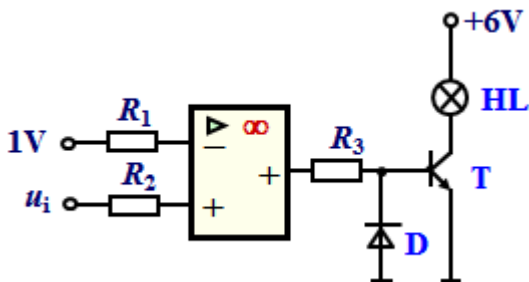 +6V
HL
R₁
▷ ∞
1V
−
R₂
R₃
+
T
uᵢ
+
D